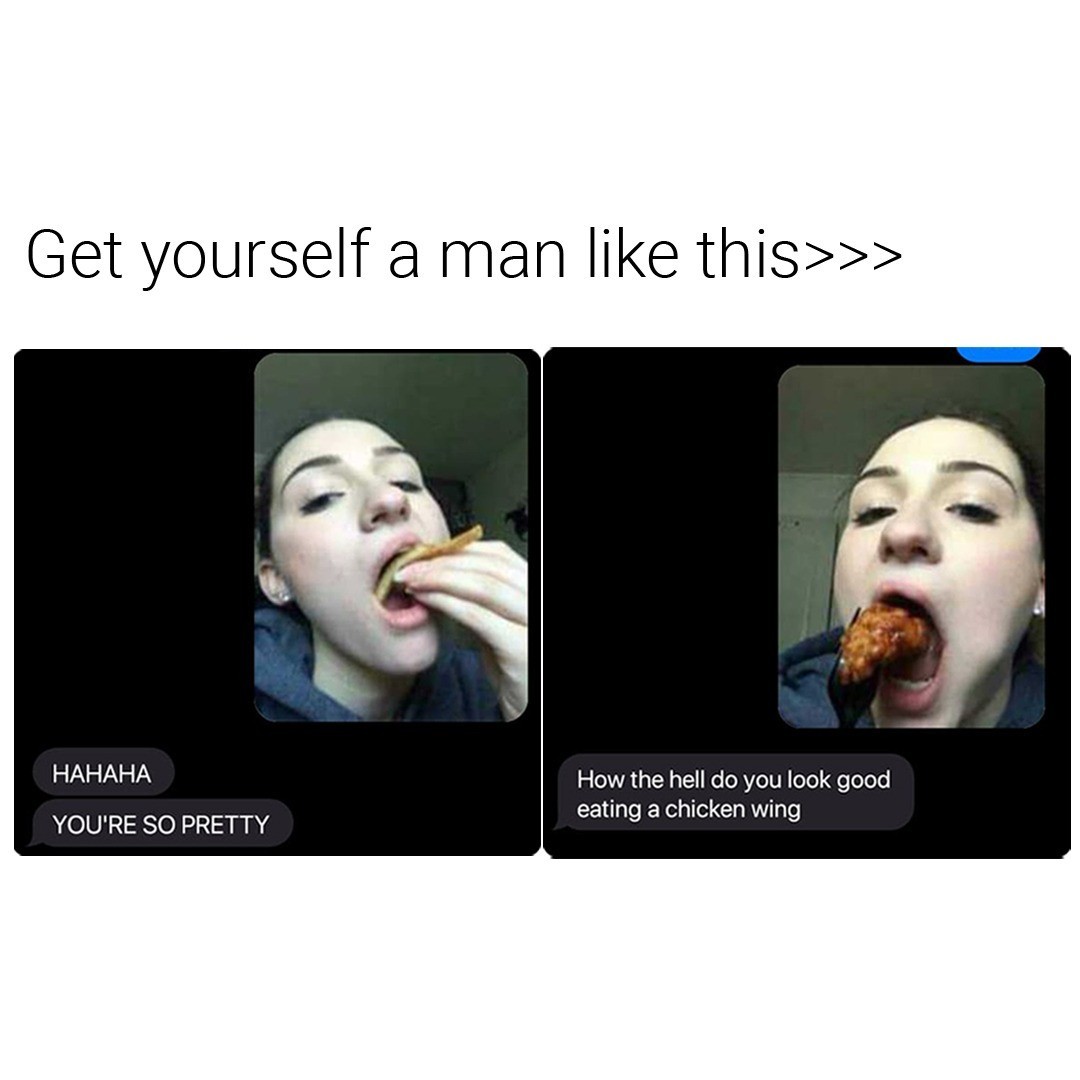 Get yourself a man like this>>>
HAHAHA
YOU'RE SO PRETTY
How the hell do you look good
eating a chicken wing